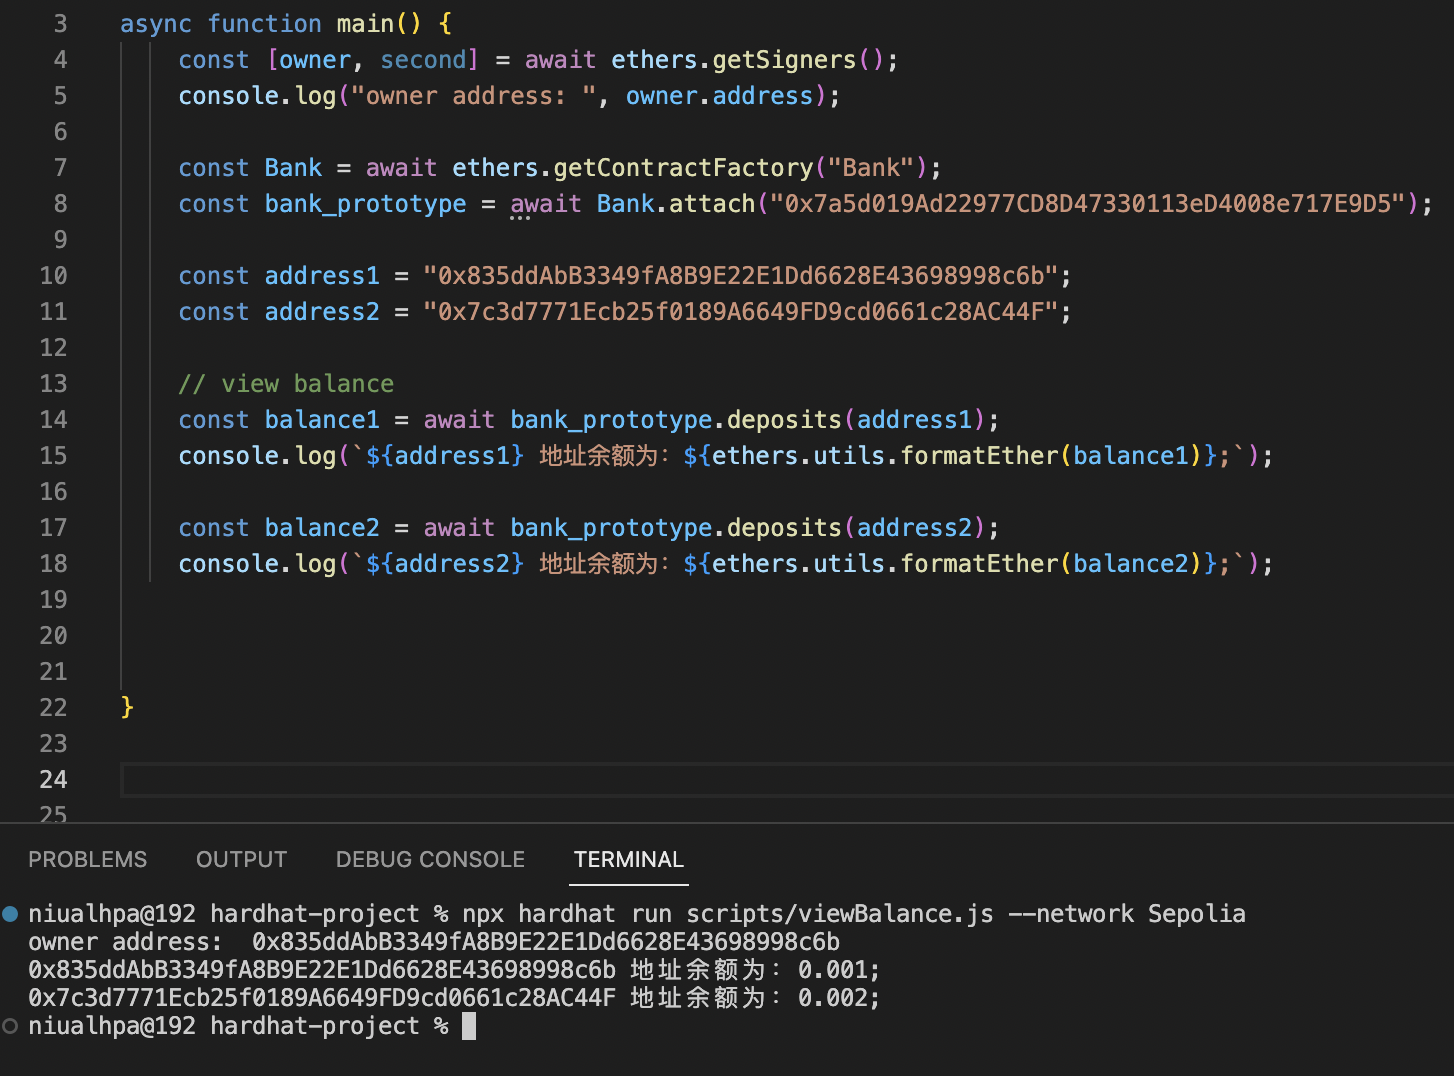 3 async function main() {
4 const [owner, second] = await ethers.getSigners();
5 console.log("owner address: ", owner.address);
6
7 const Bank = await ethers.getContractFactory("Bank");
8 const bank_prototype = await Bank.attach("0x7a5d019Ad22977CD8D47330113eD4008e717E9D5");
9
10 const address1 = "0x835ddAbB3349fA8B9E22E1Dd6628E43698998c6b";
11 const address2 = "0x7c3d7771Ecb25f0189A6649FD9cd0661c28AC44F";
12
13 // view balance
14 const balance1 = await bank_prototype.deposits(address1);
15 console.log(`${address1} 地址余额为：${ethers.utils.formatEther(balance1)};`);
16
17 const balance2 = await bank_prototype.deposits(address2);
18 console.log(`${address2} 地址余额为：${ethers.utils.formatEther(balance2)};`);
19
20
21
22 }
23
24
25
PROBLEMS OUTPUT DEBUG CONSOLE TERMINAL
niualhpa@192 hardhat-project % npx hardhat run scripts/viewBalance.js --network Sepolia
owner address:  0x835ddAbB3349fA8B9E22E1Dd6628E43698998c6b
0x835ddAbB3349fA8B9E22E1Dd6628E43698998c6b 地址余额为：0.001;
0x7c3d7771Ecb25f0189A6649FD9cd0661c28AC44F 地址余额为：0.002;
niualhpa@192 hardhat-project %